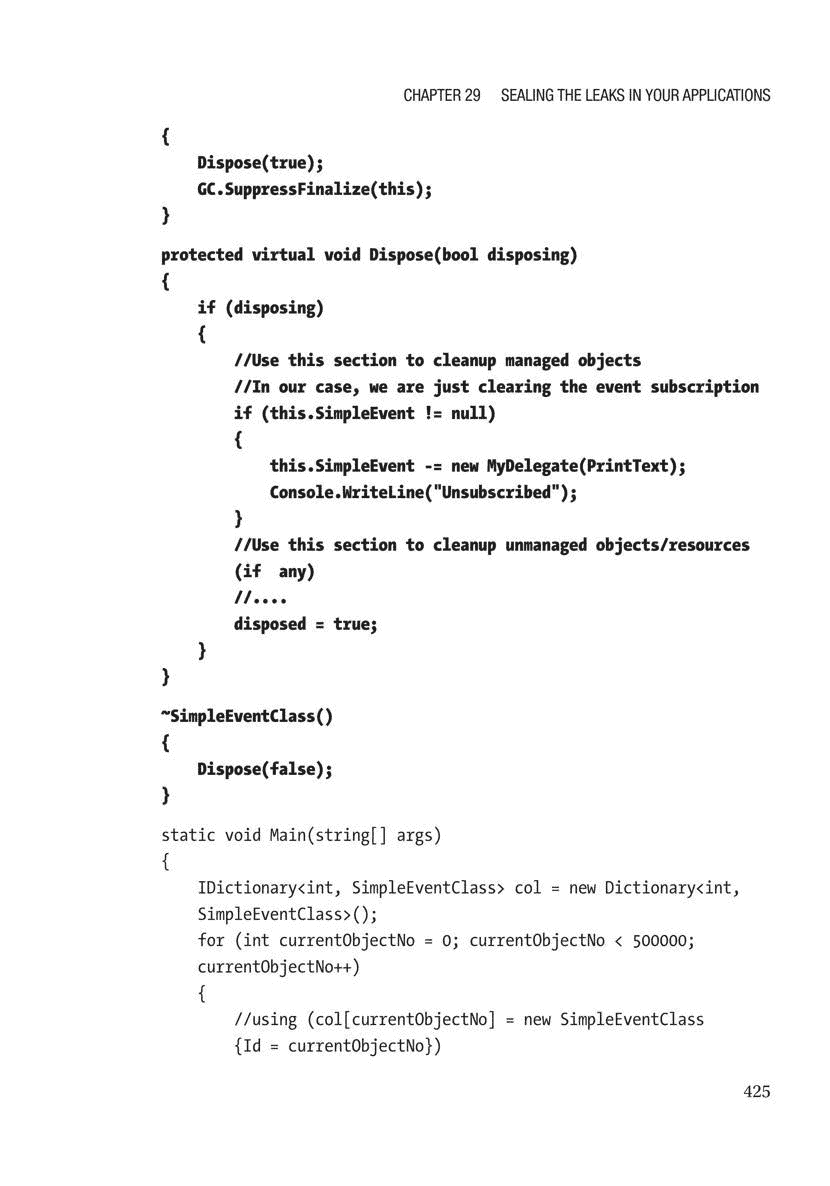 CHAPTER 29 SEALING THE LEAKS IN YOUR APPLICATIONS
{
Dispose(true);
GC.SuppressFinalize(this);
}
protected virtual void Dispose(bool disposing)
{
if (disposing)
{
//Use this section to cleanup managed objects
//In our case, we are just clearing the event subscription
if (this.SimpleEvent != null)
{
this.SimpleEvent -= new MyDelegate(PrintText);
Console.WriteLine("Unsubscribed");
}
//Use this section to cleanup unmanaged objects/resources
(if any)
//....
disposed = true;
}
}
~SimpleEventClass()
{
Dispose(false);
}
static void Main(string[] args)
{
IDictionary<int, SimpleEventClass> col = new Dictionary<int,
SimpleEventClass>();
for (int currentObjectNo = 0; currentObjectNo < 500000;
currentObjectNo++)
{
//using (col[currentObjectNo] = new SimpleEventClass
{Id = currentObjectNo})
425